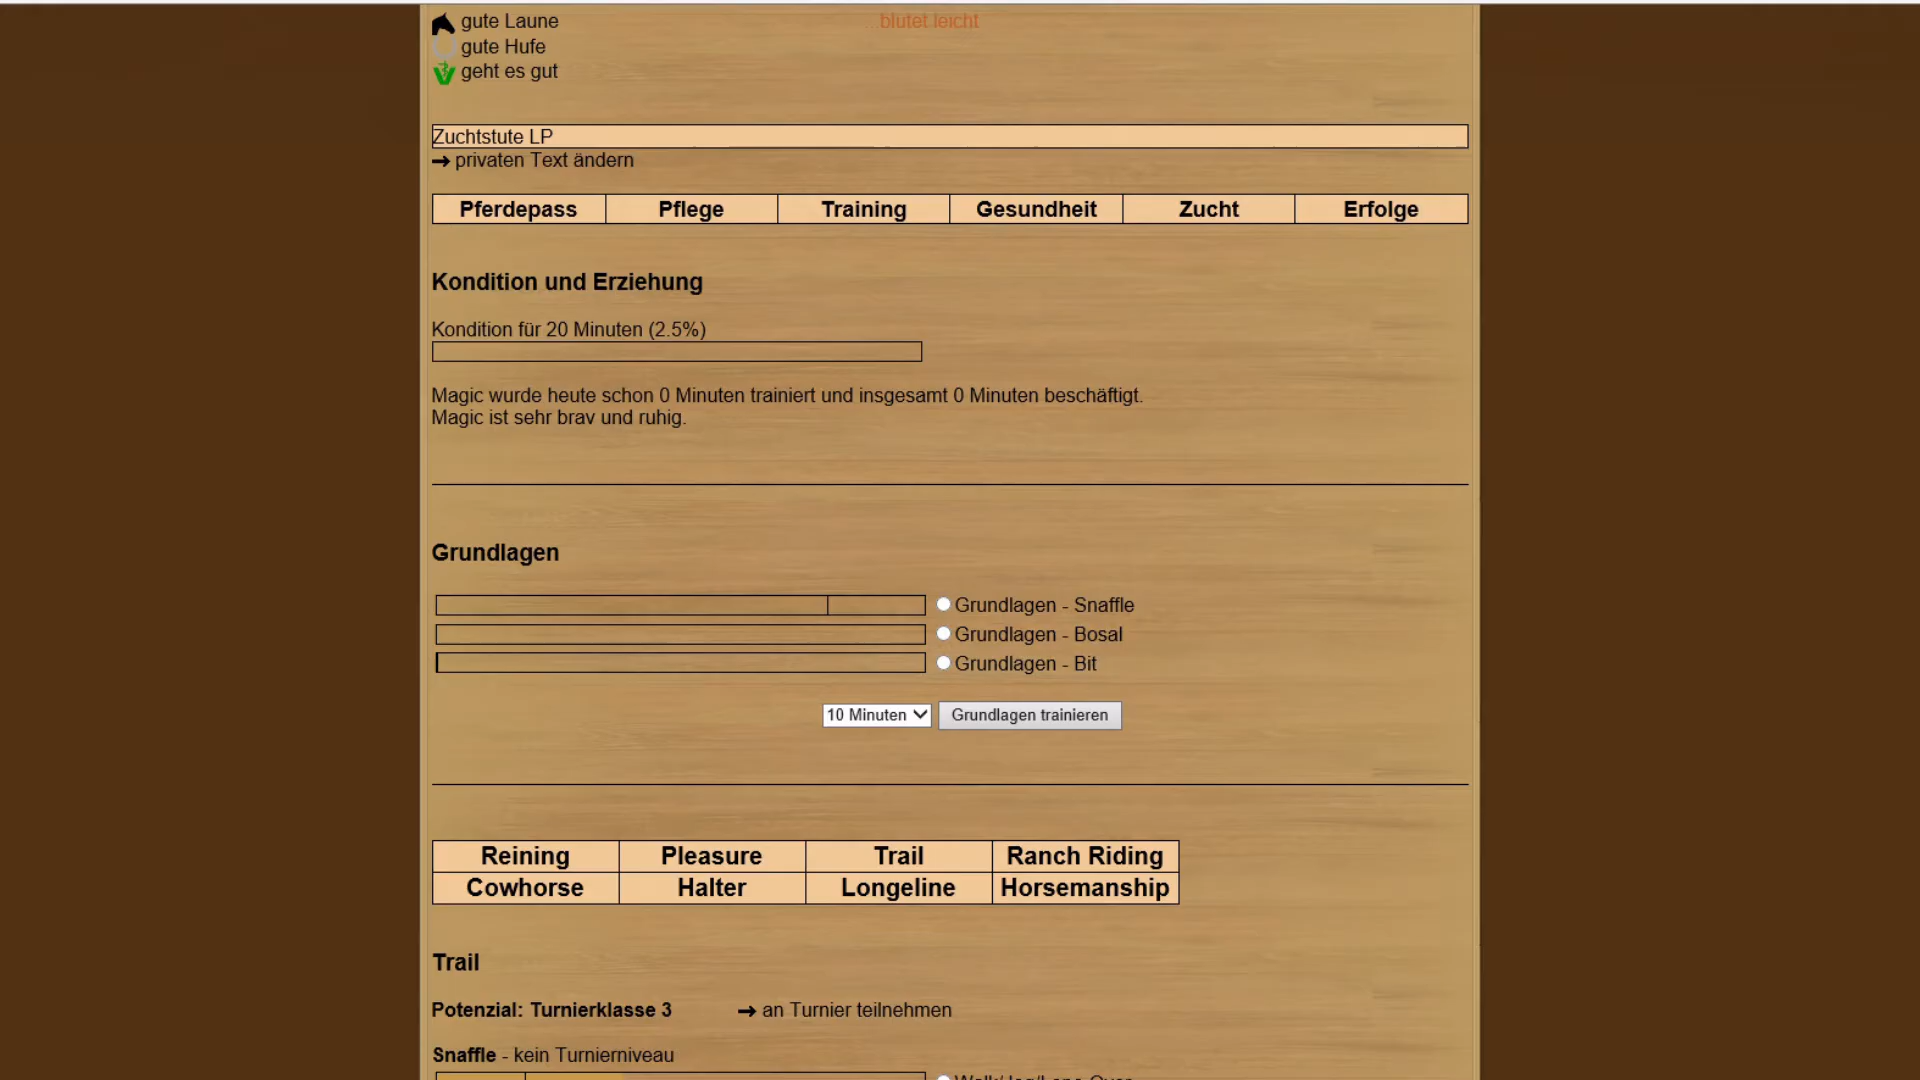 gute Laune
...blutet leicht
gute Hufe
geht es gut
Zuchtstute LP
→ privaten Text ändern
Pferdepass Pflege Training Gesundheit Zucht Erfolge
Kondition und Erziehung
Kondition für 20 Minuten (2.5%)
Magic wurde heute schon 0 Minuten trainiert und insgesamt 0 Minuten beschäftigt.
Magic ist sehr brav und ruhig.
Grundlagen
Grundlagen - Snaffle
Grundlagen - Bosal
Grundlagen - Bit
10 Minuten Grundlagen trainieren
Reining Pleasure Trail Ranch Riding
Cowhorse Halter Longeline Horsemanship
Trail
Potenzial: Turnierklasse 3 → an Turnier teilnehmen
Snaffle - kein Turnierniveau